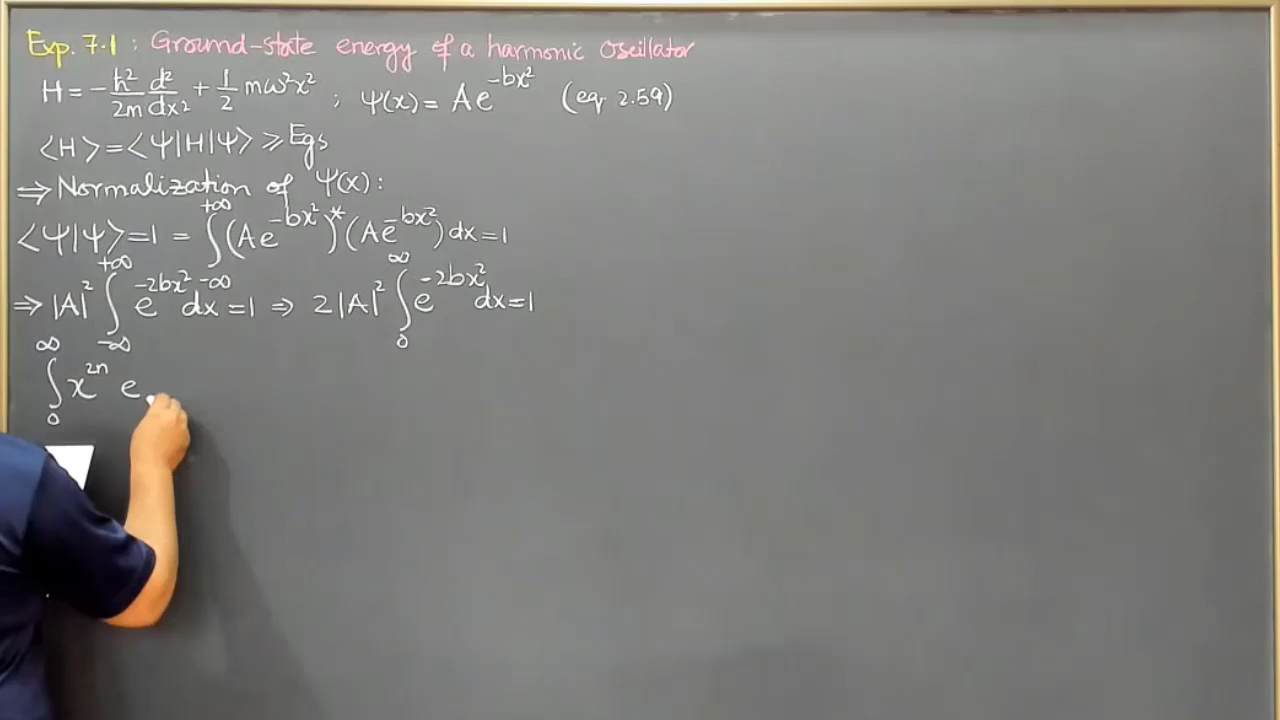 Exp. 7.1 : Ground-state energy of a harmonic oscillator
H = -ħ²/2m d²/dx² + 1/2 mω²x² ; ψ(x) = Ae^{-bx²} (eq 2.59)
<H> = <ψ|H|ψ> ≥ Egs
⇒ Normalization of ψ(x) :
<ψ|ψ> = 1 = ∫_{-∞}^{+∞} (Ae^{-bx²})* (Ae^{-bx²}) dx = 1
⇒ |A|² ∫_{-∞}^{+∞} e^{-2bx²} dx = 1 ⇒ 2|A|² ∫_0^∞ e^{-2bx²} dx = 1
∫_0^∞ x^{2n} e